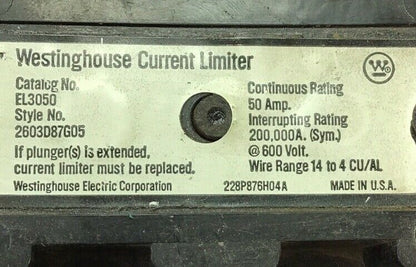 Westinghouse Current Limiter
Catalog No.
EL3050
Style No.
2603D87G05
If plunger(s) is extended,
current limiter must be replaced.
Westinghouse Electric Corporation
Continuous Rating
50 Amp.
Interrupting Rating
200,000A. (Sym.)
@ 600 Volt.
Wire Range 14 to 4 CU/AL
228P876H04A
MADE IN U.S.A.
W